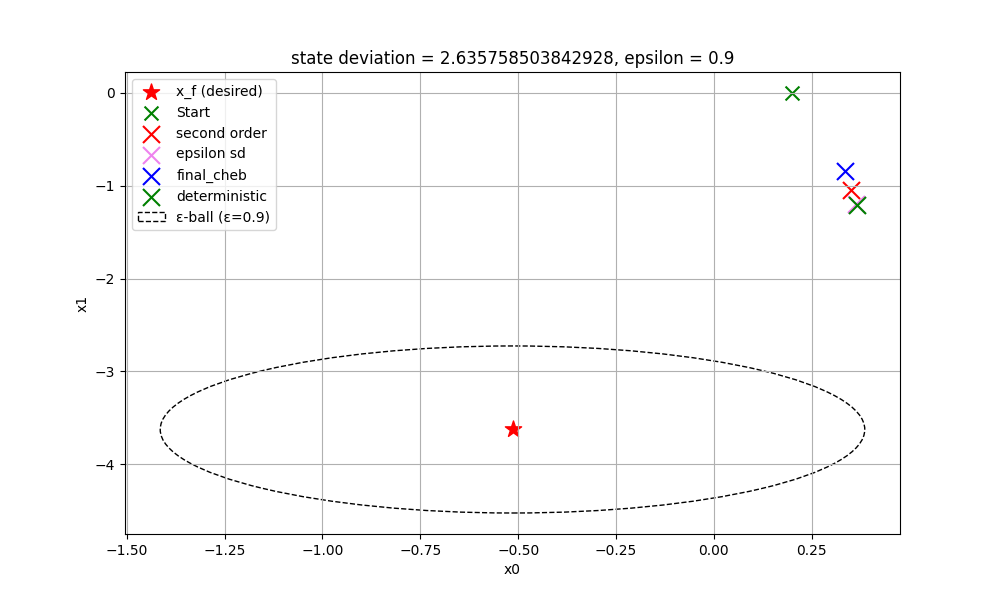 state deviation = 2.635758503842928, epsilon = 0.9
x_f (desired)
Start
second order
epsilon sd
final_cheb
deterministic
ε-ball (ε=0.9)
0
−1
−2
−3
−4
x1
−1.50
−1.25
−1.00
−0.75
−0.50
−0.25
0.00
0.25
x0